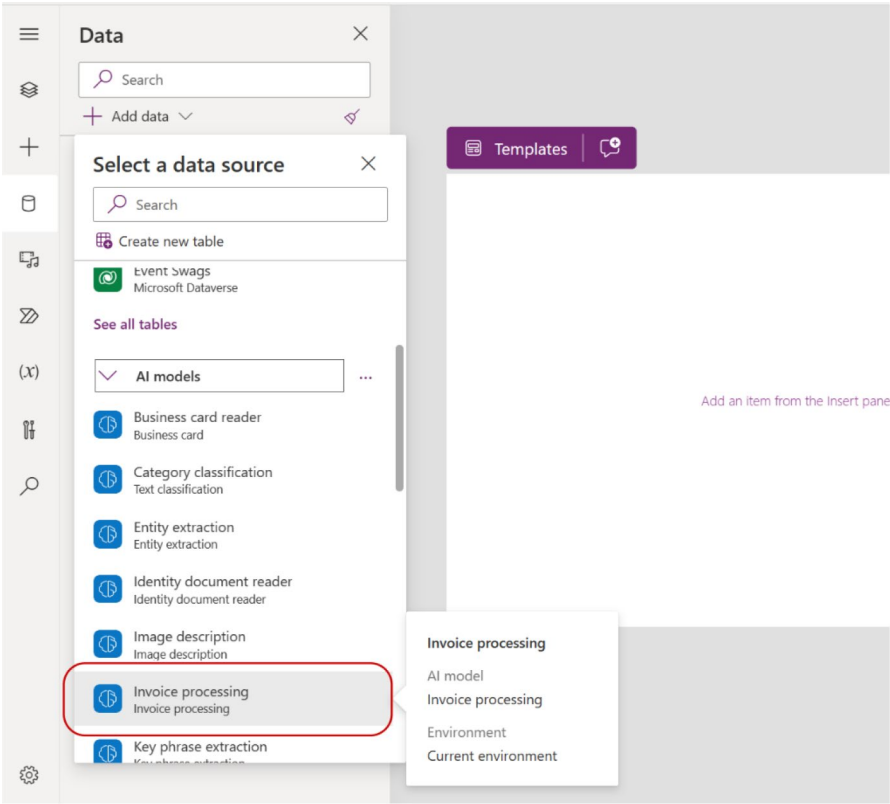 Data
Search
Add data
Templates
Select a data source
Search
Create new table
Event Swags
Microsoft Dataverse
See all tables
(x)
AI models
...
Add an item from the Insert pane
Business card reader
Business card
Category classification
Text classification
Entity extraction
Entity extraction
Identity document reader
Identity document reader
Image description
Image description
Invoice processing
Invoice processing
Key phrase extraction
Key phrase extraction
Invoice processing
AI model
Invoice processing
Environment
Current environment